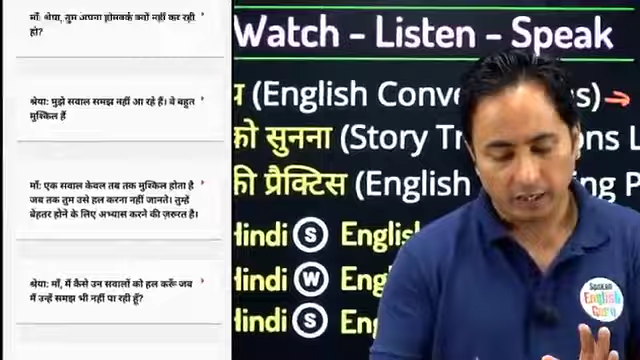 माँ: श्रेया, तुम अपना होमवर्क क्यों नहीं कर रही
हो?
श्रेया: मुझे सवाल समझ नहीं आ रहे हैं। वे बहुत
मुश्किल हैं
माँ: एक सवाल केवल तब तक मुश्किल होता है
जब तक तुम उसे हल करना नहीं जानते। तुम्हें
बेहतर होने के लिए अभ्यास करने की ज़रुरत है।
श्रेया: माँ, मैं कैसे उन सवालों को हल करूँ जब
मैं उन्हें समझ भी नहीं पा रही हूँ?
Watch - Listen - Speak
(English
को सुनना (Story
की प्रैक्टिस (English
Hindi S English
Hindi W
Hindi S
Spoken
English
Guru